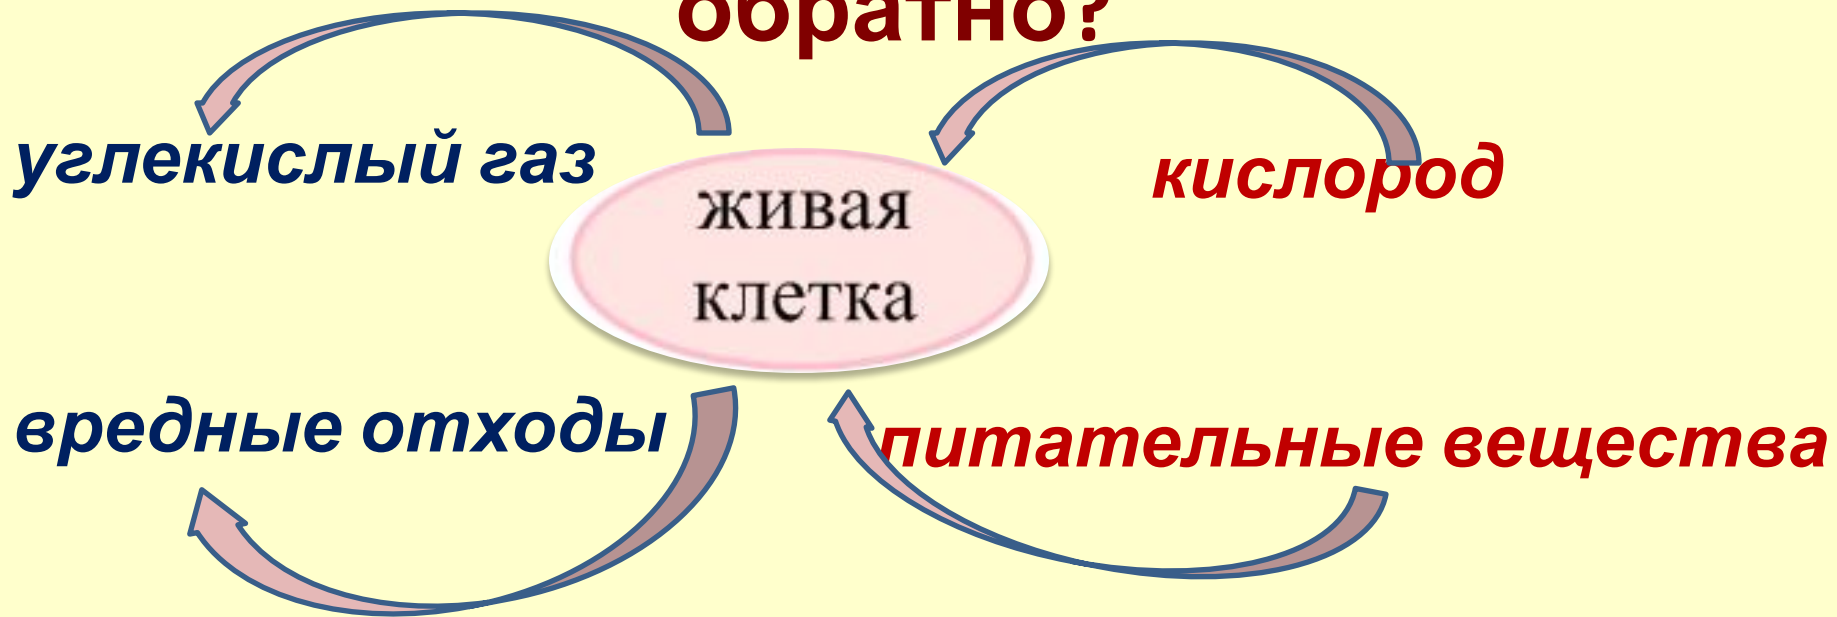 обратно?
углекислый газ
кислород
живая
клетка
вредные отходы
питательные вещества